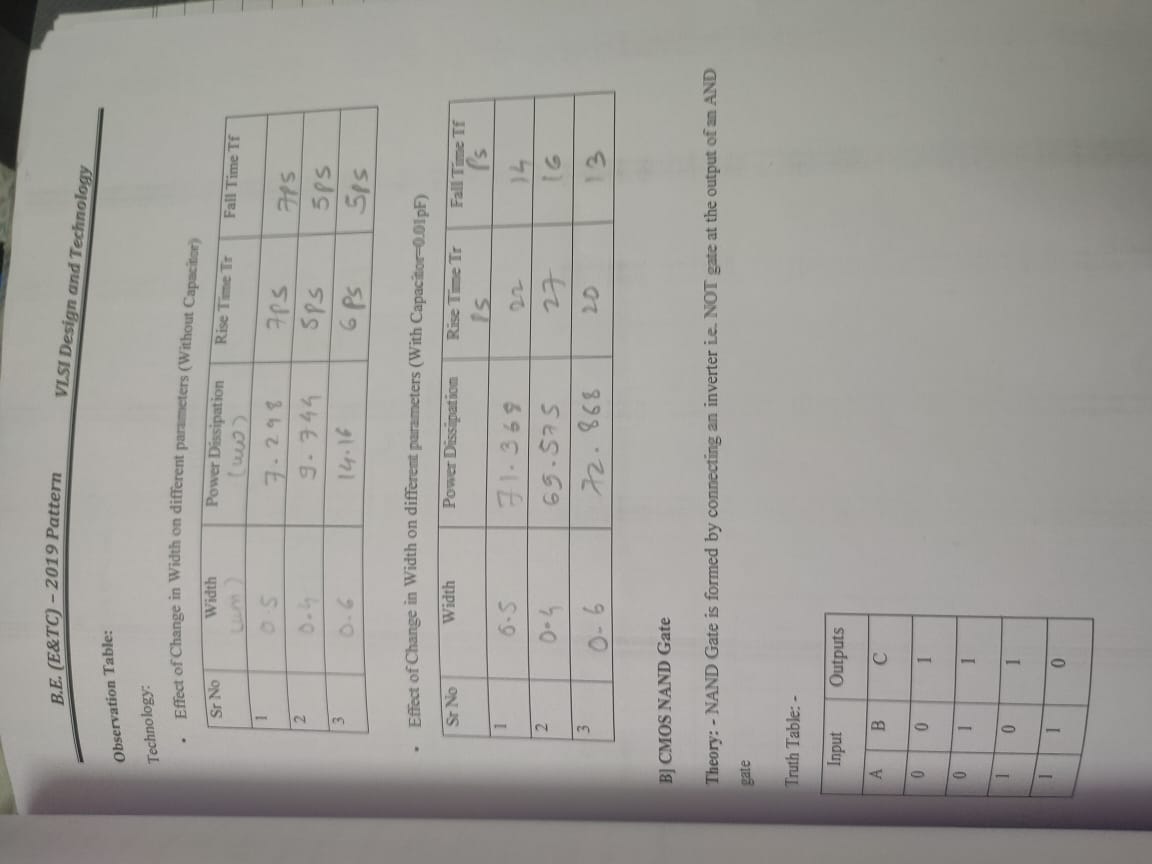 B.E. (E&TC) – 2019 Pattern VLSI Design and Technology
Observation Table:
Technology:
• Effect of Change in Width on different parameters (Without Capacitor)
Sr No Width Power Dissipation Rise Time Tr Fall Time Tf
(um) (uw)
1 0.5 7.298 7PS 7PS
2 0.4 9.744 5PS 5PS
3 0.6 14.16 6PS 5PS
• Effect of Change in Width on different parameters (With Capacitor=0.01pF)
Sr No Width Power Dissipation Rise Time Tr Fall Time Tf
PS PS
1 0.5 71.369 22 14
2 0.4 69.575 27 16
3 0.6 72.868 20 13
B] CMOS NAND Gate
Theory: - NAND Gate is formed by connecting an inverter i.e. NOT gate at the output of an AND
gate
Truth Table: -
Input Outputs
A B C
0 0 1
0 1 1
1 0 1
1 1 0